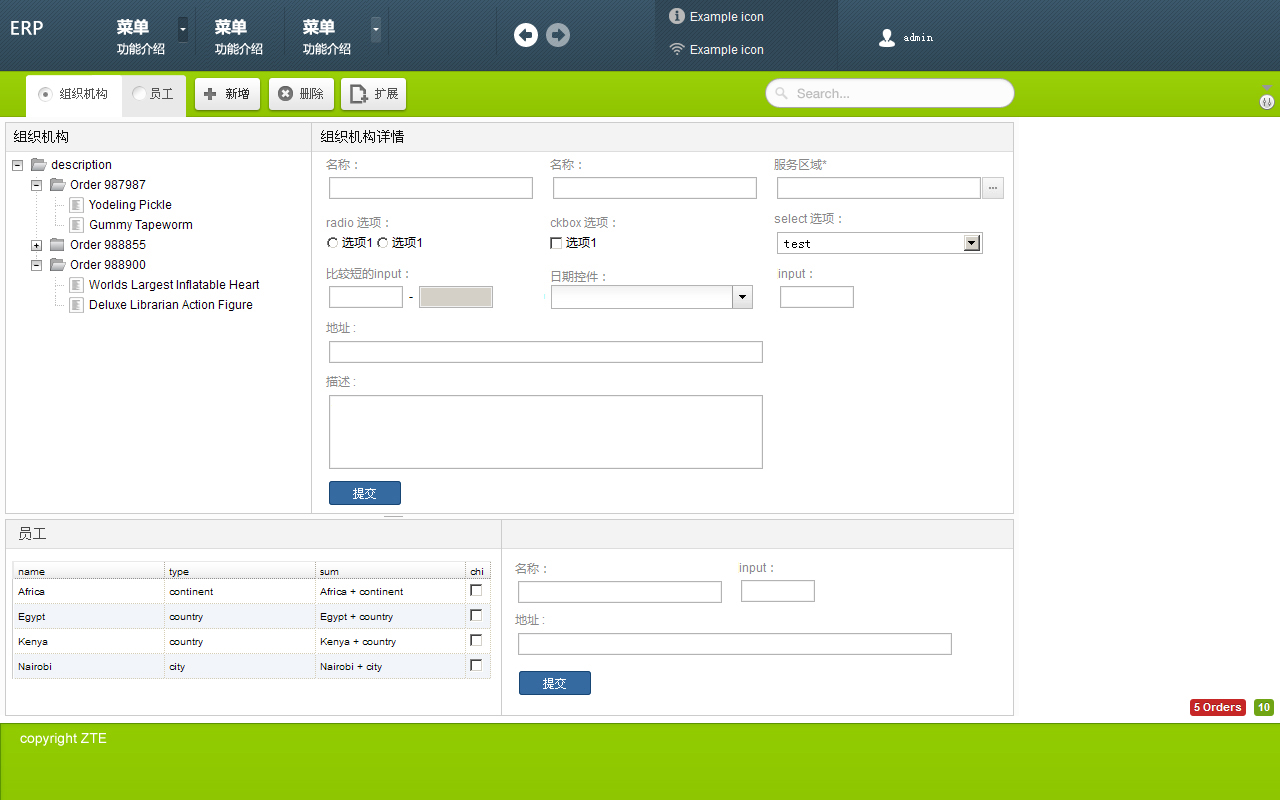 ERP
菜单
功能介绍
菜单
功能介绍
菜单
功能介绍
Example icon
Example icon
admin
组织机构
员工
新增
删除
扩展
Search...
组织机构
description
Order 987987
Yodeling Pickle
Gummy Tapeworm
Order 988855
Order 988900
Worlds Largest Inflatable Heart
Deluxe Librarian Action Figure
组织机构详情
名称：
名称：
服务区域*
...
radio 选项：
ckbox 选项：
select 选项：
选项1 选项1
选项1
test
比较短的input：
日期控件：
input：
-
地址 :
描述 :
提交
员工
name type sum chi
Africa continent Africa + continent
Egypt country Egypt + country
Kenya country Kenya + country
Nairobi city Nairobi + city
名称：
input：
地址 :
提交
5 Orders 10
copyright ZTE